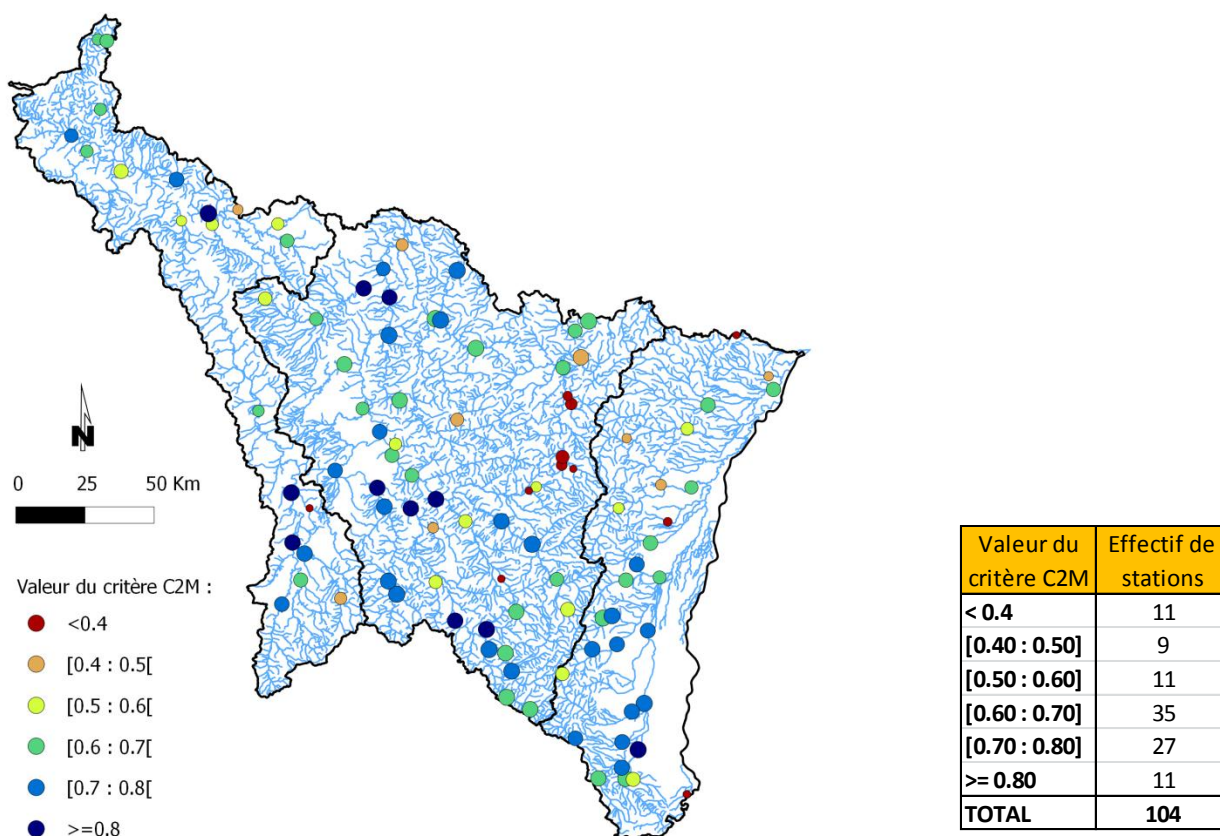 N
0 25 50 Km
Valeur du critère C2M :
<0.4
[0.4 : 0.5[
[0.5 : 0.6[
[0.6 : 0.7[
[0.7 : 0.8[
>=0.8
Valeur du critère C2M Effectif de stations
< 0.4 11
[0.40 : 0.50] 9
[0.50 : 0.60] 11
[0.60 : 0.70] 35
[0.70 : 0.80] 27
>= 0.80 11
TOTAL 104